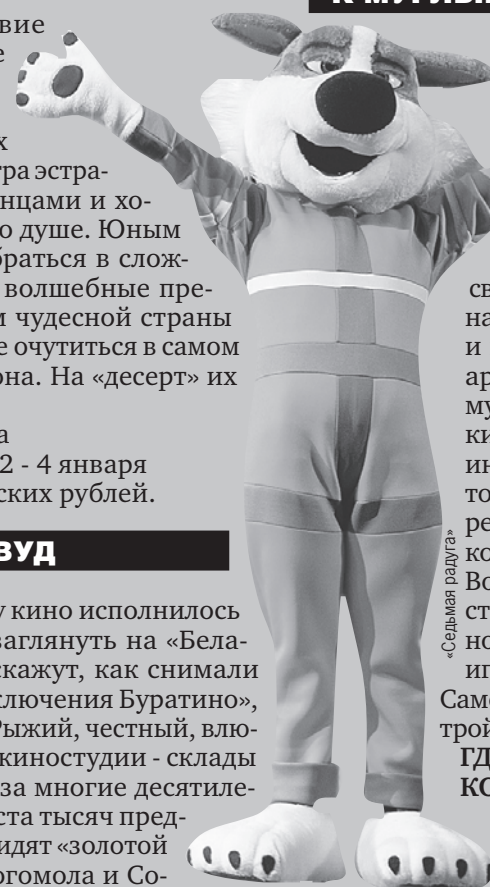 вие
е
х
тра эстра-
нцами и хо-
о душе. Юным
браться в слож-
волшебные пре-
м чудесной страны
е очутиться в самом
она. На «десерт» их
а
2 - 4 января
ских рублей.
ВУД
у кино исполнилось
заглянуть на «Бела-
скажут, как снимали
ключения Буратино»,
Рыжий, честный, влю-
киностудии - склады
за многие десятиле-
ста тысяч пред-
идят «золотой
огомола и Со-
«Седьмая радуга»
св
на
и
ар
му
ки
ин
то
ре
ко
Во
ст
но
иг
Само
трой
ГД
КО